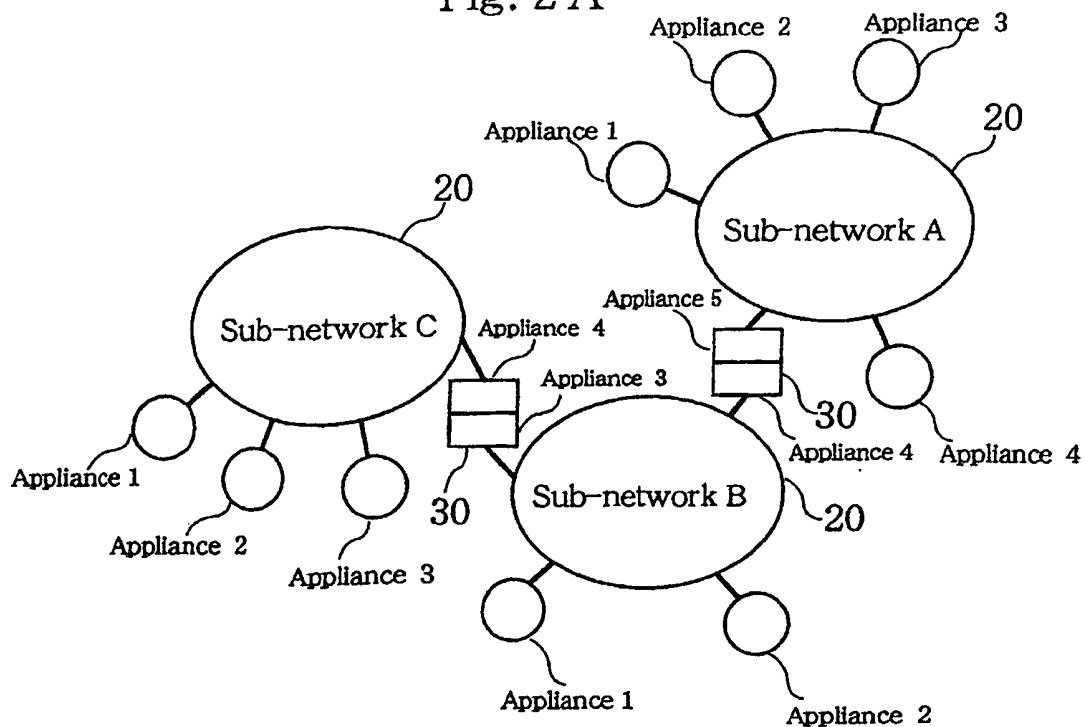 Fig. 2 A
Appliance 2
Appliance 3
Appliance 1
20
Sub-network A
20
Sub-network C
Appliance 5
Appliance 4
Appliance 3
30
Appliance 4
Appliance 4
Appliance 1
30
Sub-network B
20
Appliance 2
Appliance 3
Appliance 1
Appliance 2